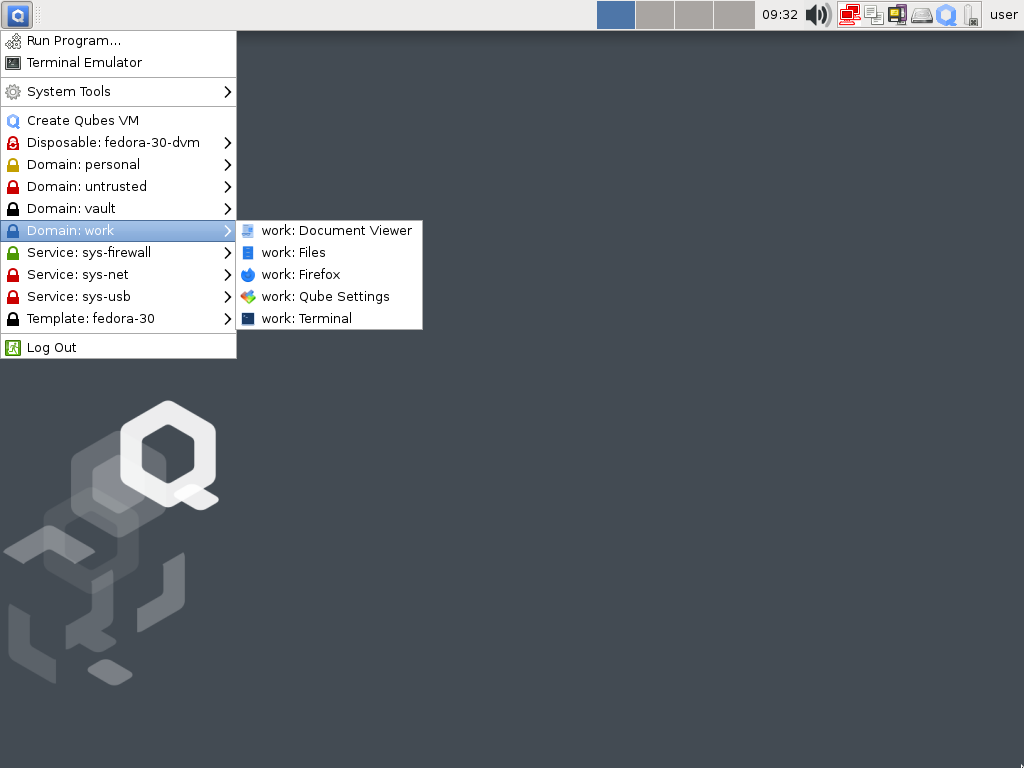 09:32
user
Run Program...
Terminal Emulator
System Tools
Create Qubes VM
Disposable: fedora-30-dvm
Domain: personal
Domain: untrusted
Domain: vault
Domain: work
Service: sys-firewall
Service: sys-net
Service: sys-usb
Template: fedora-30
Log Out
work: Document Viewer
work: Files
work: Firefox
work: Qube Settings
work: Terminal